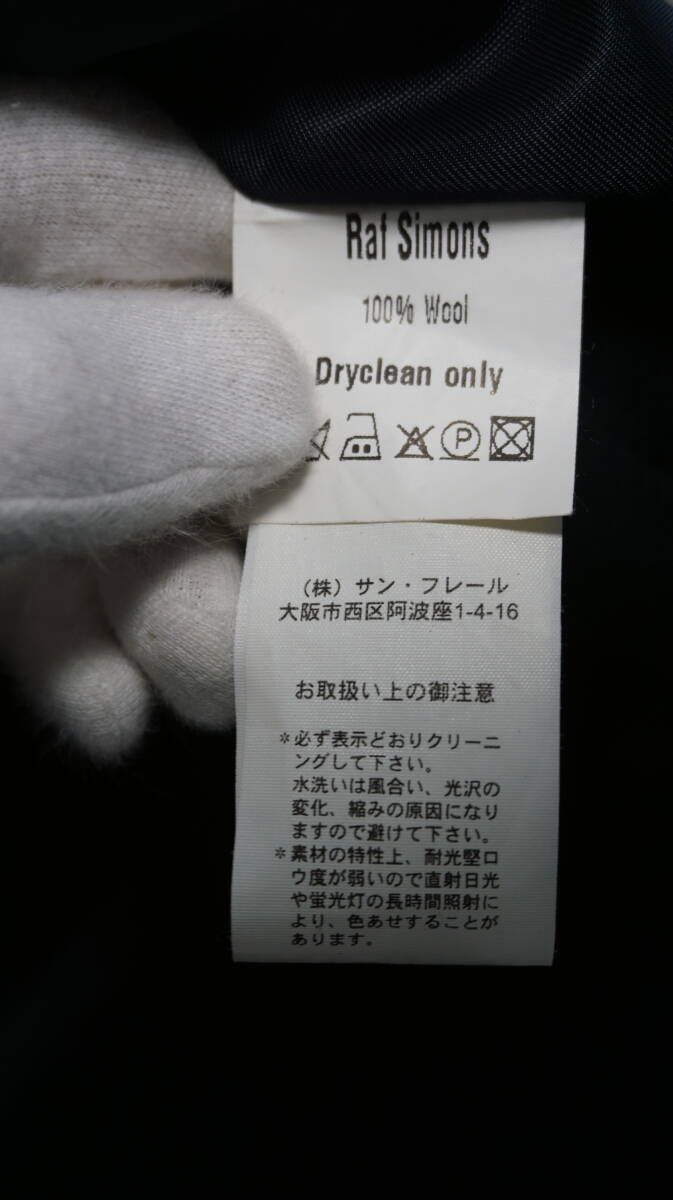 Raf Simons
100% Wool
Dryclean only
P
(株)サン・フレール
大阪市西区阿波座1-4-16
お取扱い上の御注意
＊必ず表示どおりクリーニ
ングして下さい。
水洗いは風合い、光沢の
変化、縮みの原因になり
ますので避けて下さい。
＊素材の特性上、耐光堅ロ
ウ度が弱いので直射日光
や蛍光灯の長時間照射に
より、色あせすることが
あります。